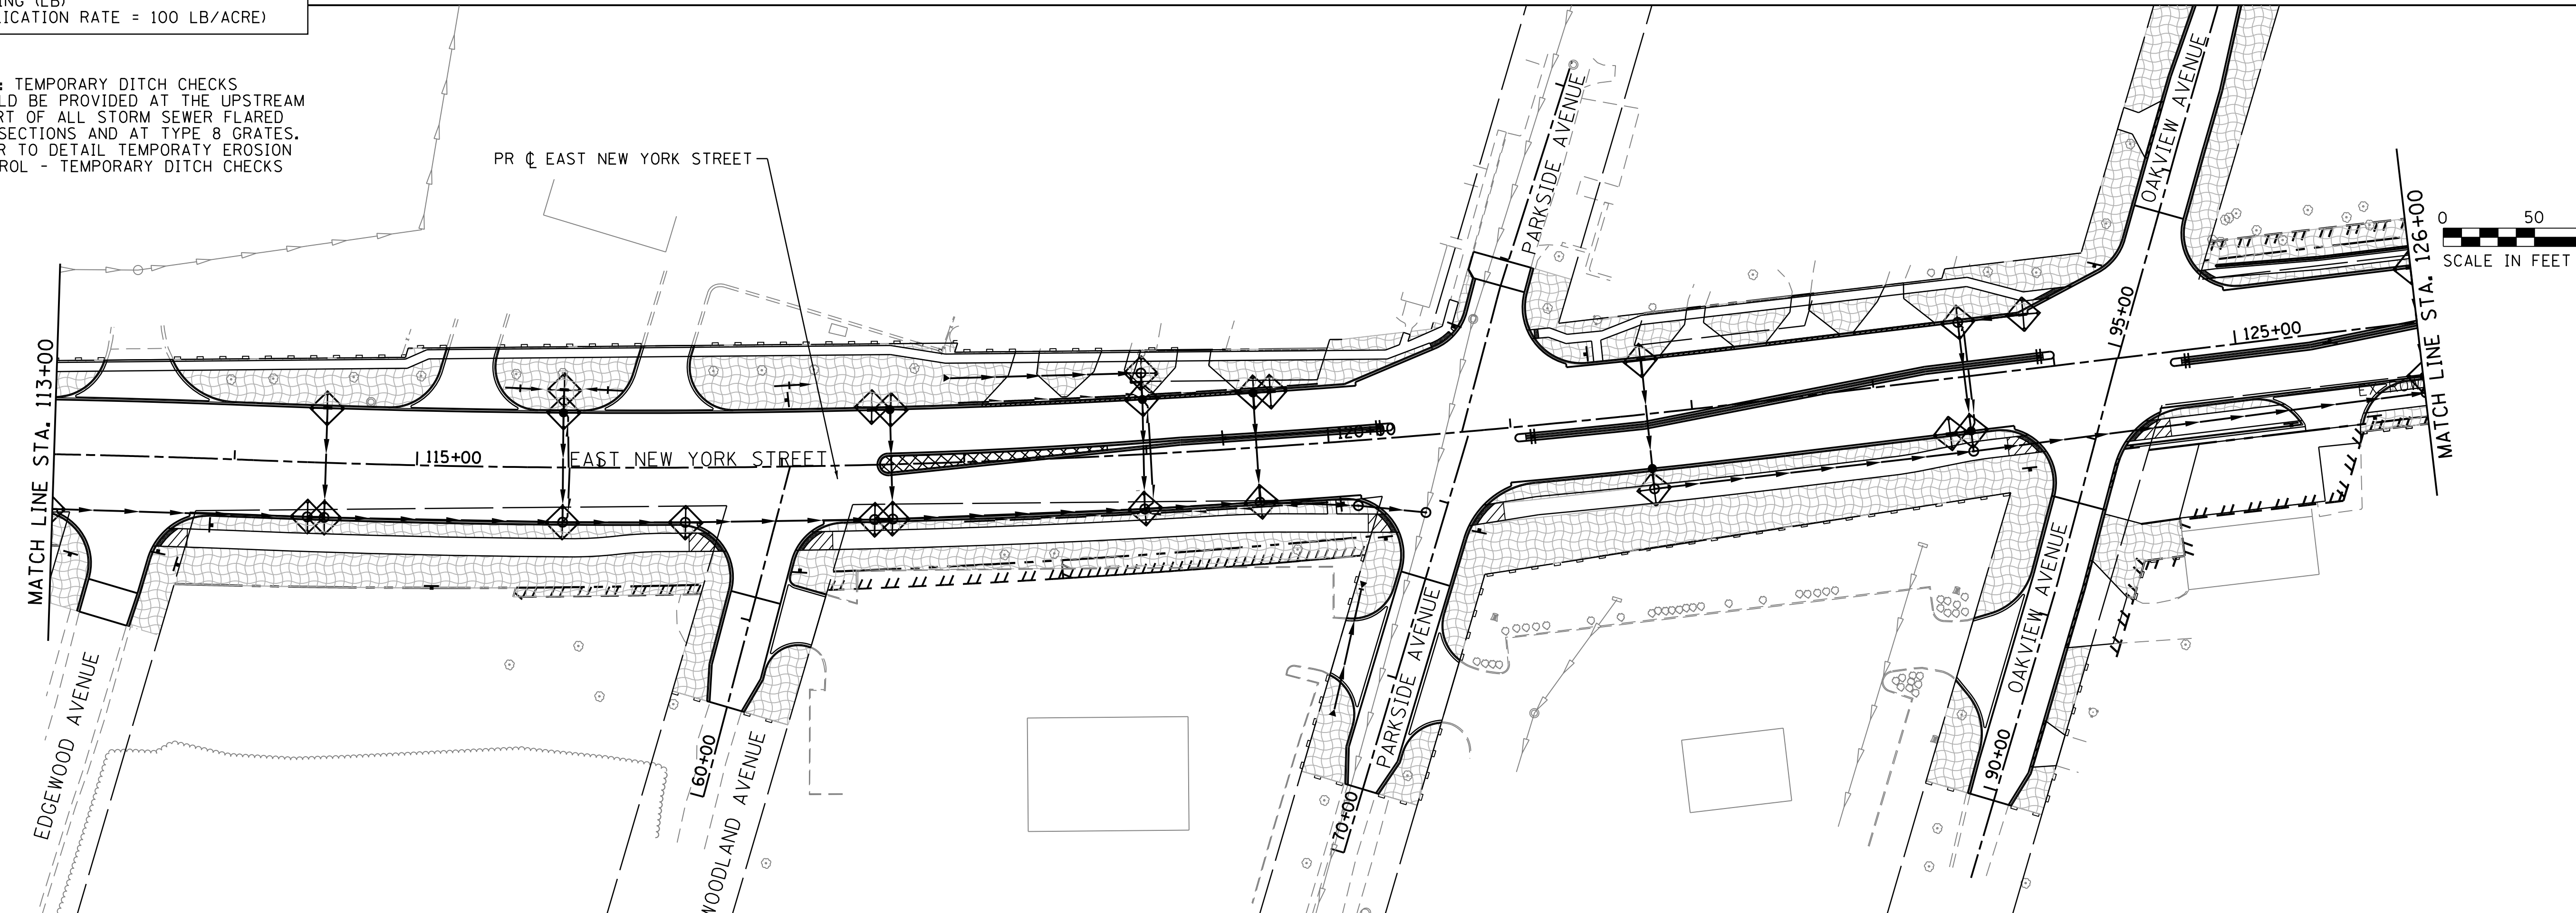 (LB)
RATE = 100 LB/ACRE)
TEMPORARY DITCH CHECKS
BE PROVIDED AT THE UPSTREAM
OF ALL STORM SEWER FLARED
SECTIONS AND AT TYPE 8 GRATES.
TO DETAIL TEMPORATY EROSION
- TEMPORARY DITCH CHECKS
PR ℄ EAST NEW YORK STREET
PARKSIDE AVENUE
OAKVIEW AVENUE
MATCH LINE STA. 126+00
0 50
SCALE IN FEET
MATCH LINE STA. 113+00
115+00
EAST NEW YORK STREET
120+00
95+00
125+00
EDGEWOOD AVENUE
60+00
WOODLAND AVENUE
PARKSIDE AVENUE
70+00
OAKVIEW AVENUE
90+00